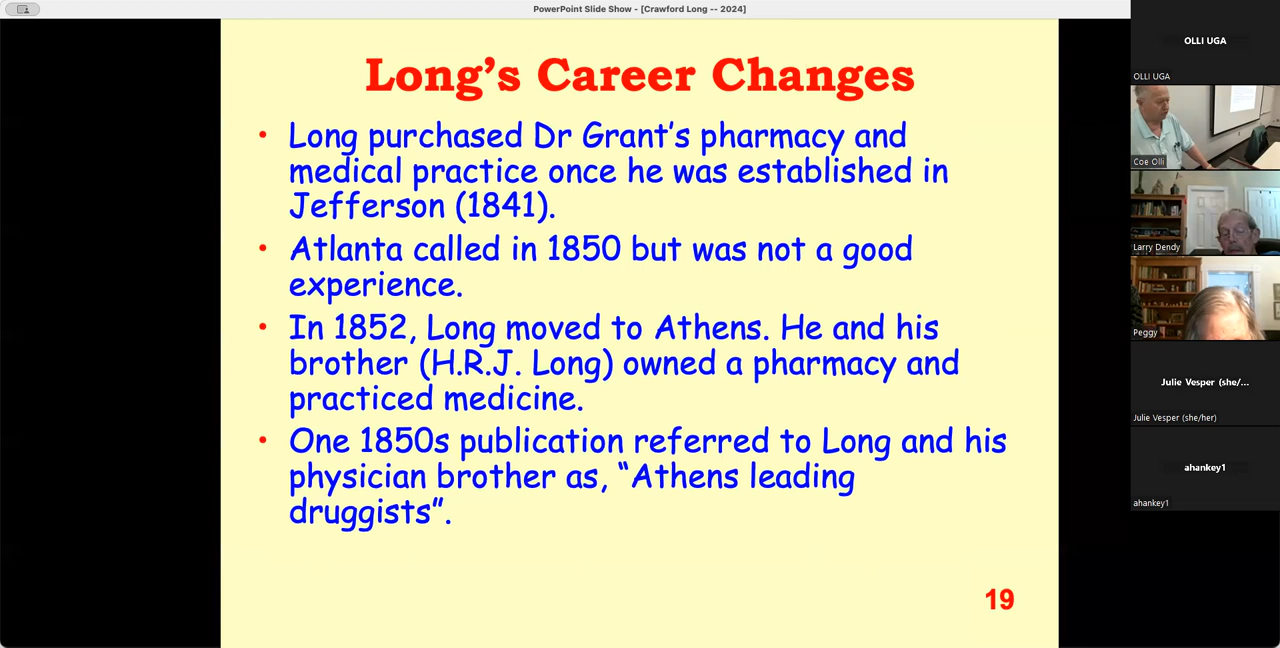 PowerPoint Slide Show - [Crawford Long -- 2024]
Long's Career Changes
• Long purchased Dr Grant's pharmacy and
medical practice once he was established in
Jefferson (1841).
• Atlanta called in 1850 but was not a good
experience.
• In 1852, Long moved to Athens. He and his
brother (H.R.J. Long) owned a pharmacy and
practiced medicine.
• One 1850s publication referred to Long and his
physician brother as, “Athens leading
druggists”.
19
OLLI UGA
OLLI UGA
Coe Olli
Larry Dendy
Peggy
Julie Vesper (she/...
Julie Vesper (she/her)
ahankey1
ahankey1